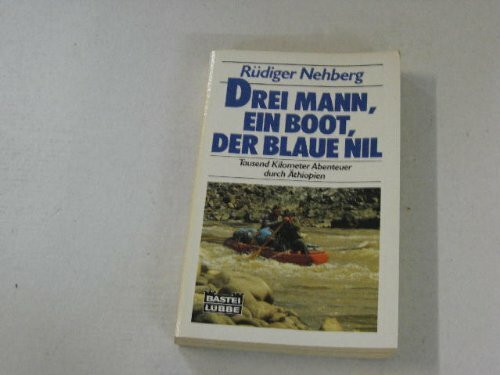 Rüdiger Nehberg
DREI MANN,
EIN BOOT,
DER BLAUE NIL
Tausend Kilometer Abenteuer
durch Äthiopien
BASTEI
LÜBBE